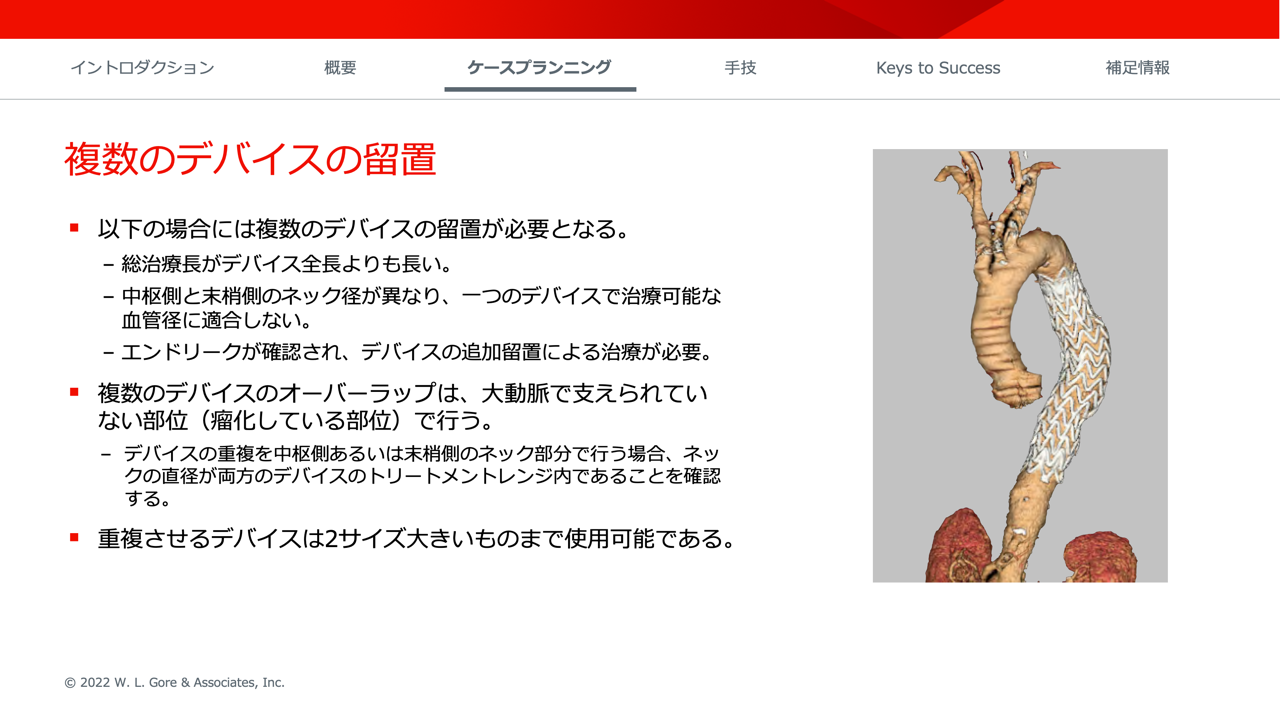 イントロダクション 概要 ケースプランニング 手技 Keys to Success 補足情報
複数のデバイスの留置
▪ 以下の場合には複数のデバイスの留置が必要となる。
– 総治療長がデバイス全長よりも長い。
– 中枢側と末梢側のネック径が異なり、一つのデバイスで治療可能な
血管径に適合しない。
– エンドリークが確認され、デバイスの追加留置による治療が必要。
▪ 複数のデバイスのオーバーラップは、大動脈で支えられてい
ない部位（瘤化している部位）で行う。
– デバイスの重複を中枢側あるいは末梢側のネック部分で行う場合、ネッ
クの直径が両方のデバイスのトリートメントレンジ内であることを確認
する。
▪ 重複させるデバイスは2サイズ大きいものまで使用可能である。
© 2022 W. L. Gore & Associates, Inc.